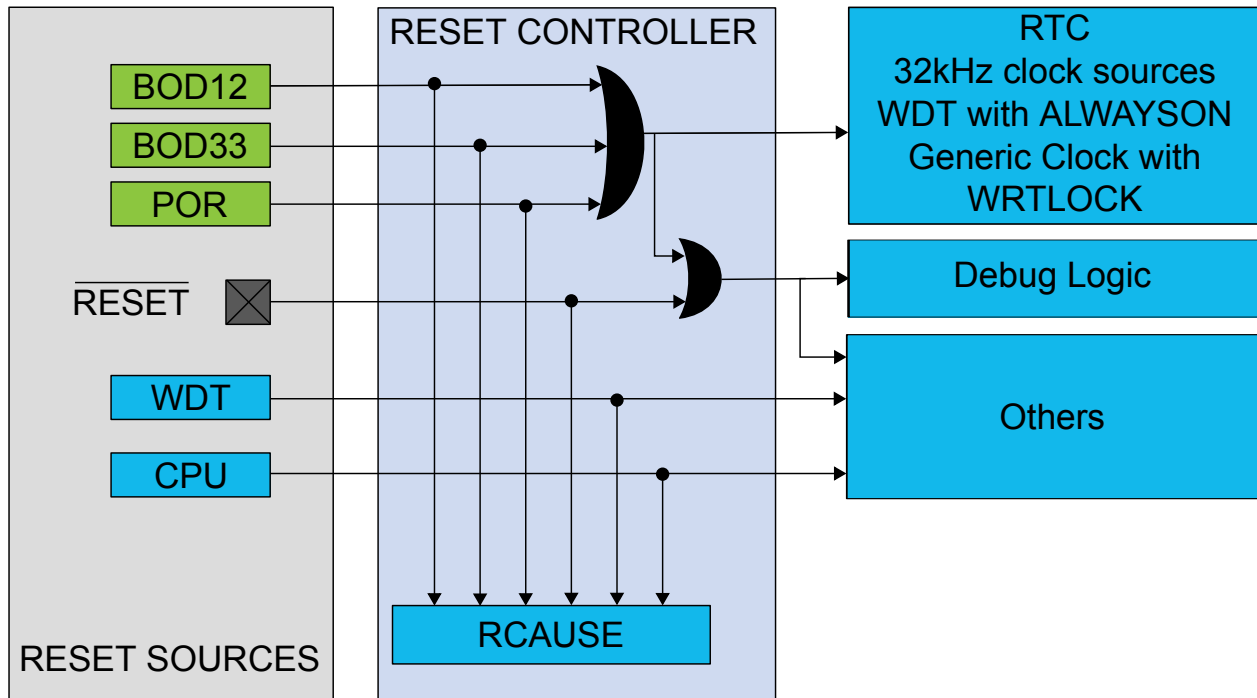 RESET SOURCES
BOD12
BOD33
POR
RESET
WDT
CPU
RESET CONTROLLER
RCAUSE
RTC
32kHz clock sources
WDT with ALWAYSON
Generic Clock with
WRTLOCK
Debug Logic
Others